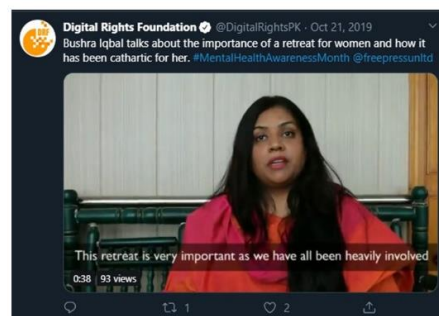 Digital Rights Foundation @DigitalRightsPK · Oct 21, 2019
Bushra Iqbal talks about the importance of a retreat for women and how it
has been cathartic for her. #MentalHealthAwarenessMonth @freepressunltd
This retreat is very important as we have all been heavily involved
0:38 93 views
1
2